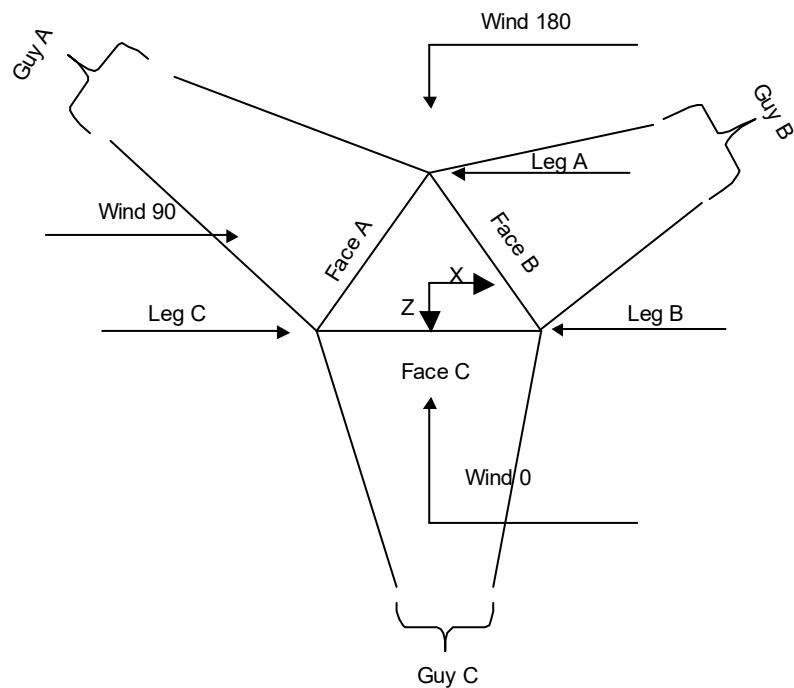 Wind 180
Guy A
Guy B
Leg A
Wind 90
Face A
Face B
X
Z
Leg C
Leg B
Face C
Wind 0
Guy C